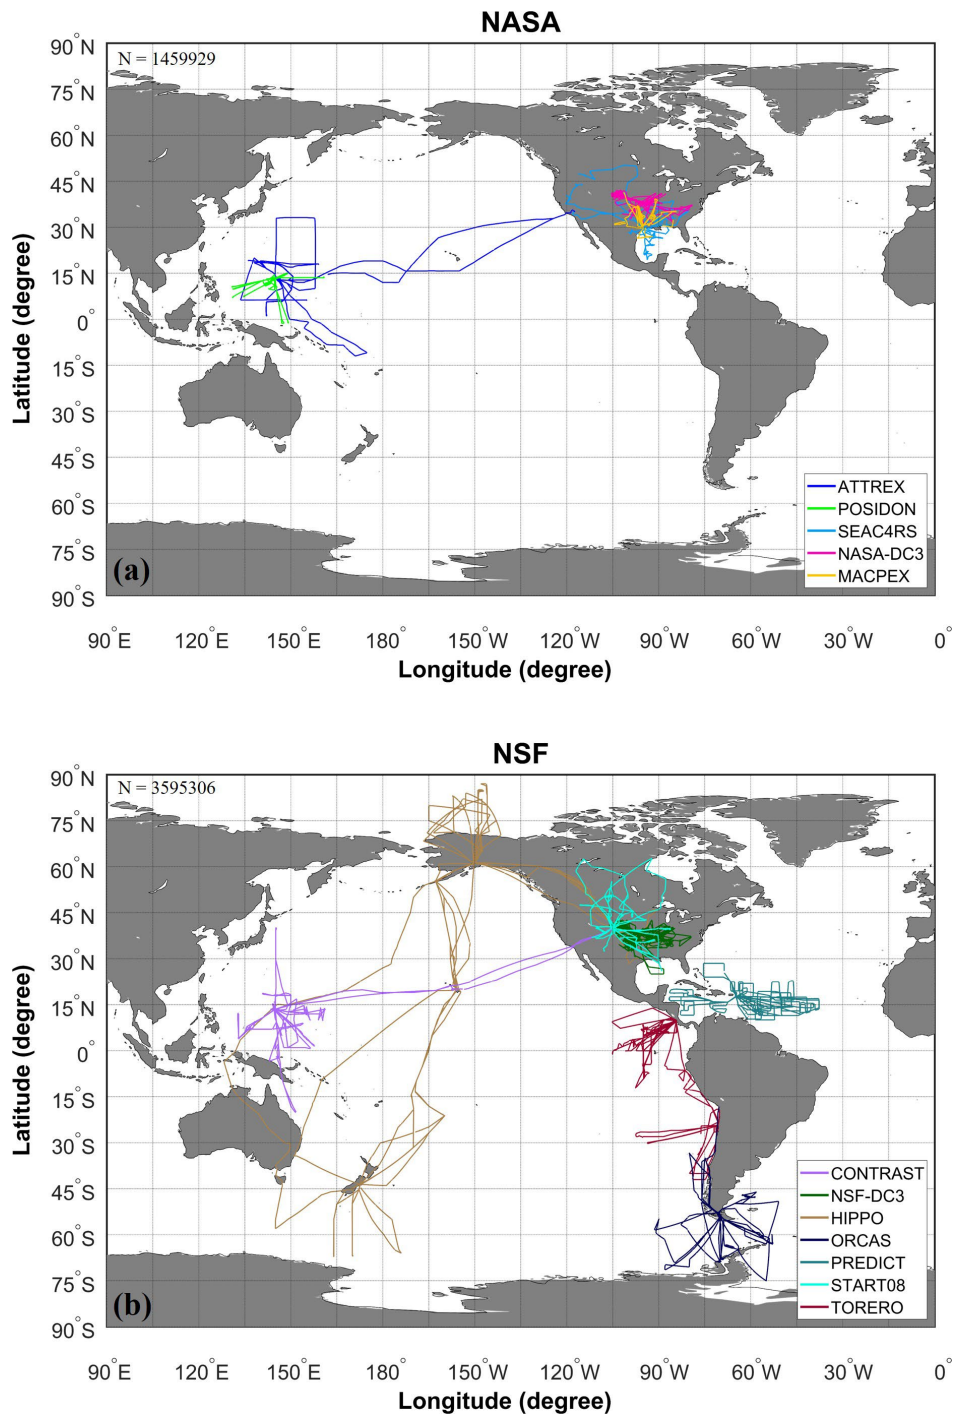 NASA
N = 1459929
90°N
75°N
60°N
45°N
30°N
15°N
0°
15°S
30°S
45°S
60°S
75°S
90°S
Latitude (degree)
ATTREX
POSIDON
SEAC4RS
NASA-DC3
MACPEX
(a)
90°E 120°E 150°E 180° 150°W 120°W 90°W 60°W 30°W 0°
Longitude (degree)
NSF
N = 3595306
90°N
75°N
60°N
45°N
30°N
15°N
0°
15°S
30°S
45°S
60°S
75°S
90°S
Latitude (degree)
CONTRAST
NSF-DC3
HIPPO
ORCAS
PREDICT
START08
TORERO
(b)
90°E 120°E 150°E 180° 150°W 120°W 90°W 60°W 30°W 0°
Longitude (degree)